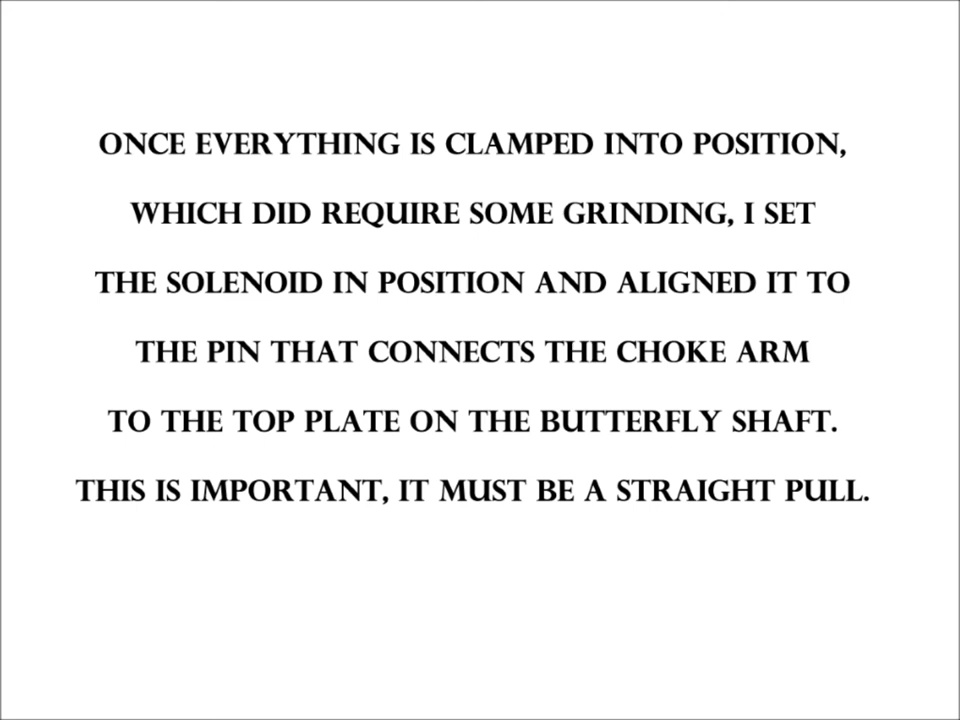 ONCE EVERYTHING IS CLAMPED INTO POSITION,
WHICH DID REQUIRE SOME GRINDING, I SET
THE SOLENOID IN POSITION AND ALIGNED IT TO
THE PIN THAT CONNECTS THE CHOKE ARM
TO THE TOP PLATE ON THE BUTTERFLY SHAFT.
THIS IS IMPORTANT, IT MUST BE A STRAIGHT PULL.